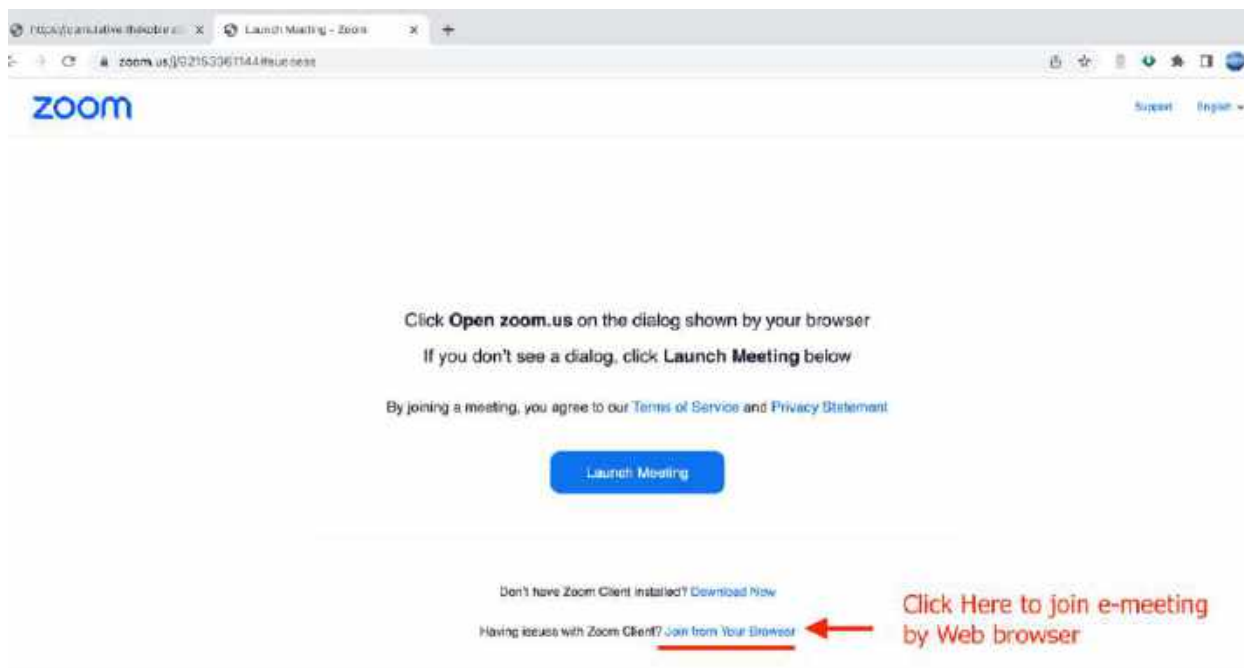 Launch Meeting - Zoom
zoom
Support English
Click Open zoom.us on the dialog shown by your browser
If you don't see a dialog, click Launch Meeting below
By joining a meeting, you agree to our Terms of Service and Privacy Statement
Launch Meeting
Don't have Zoom Client installed? Download Now
Having issues with Zoom Client? Join from Your Browser
Click Here to join e-meeting
by Web browser